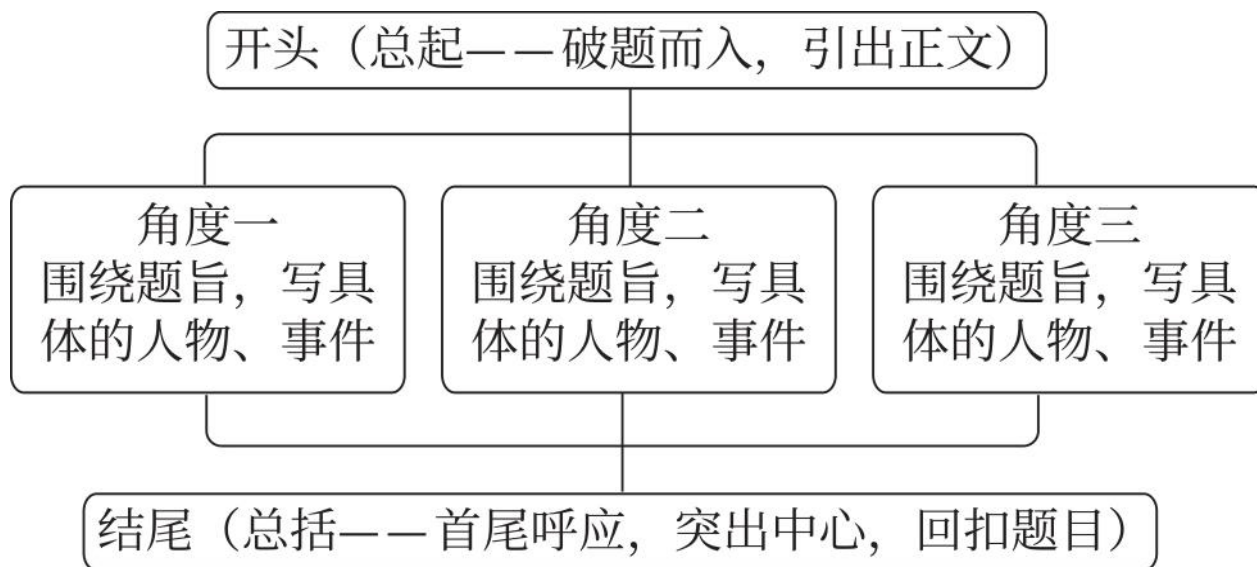 开头（总起——破题而入，引出正文）
角度一
围绕题旨，写具
体的人物、事件
角度二
围绕题旨，写具
体的人物、事件
角度三
围绕题旨，写具
体的人物、事件
结尾（总括——首尾呼应，突出中心，回扣题目）